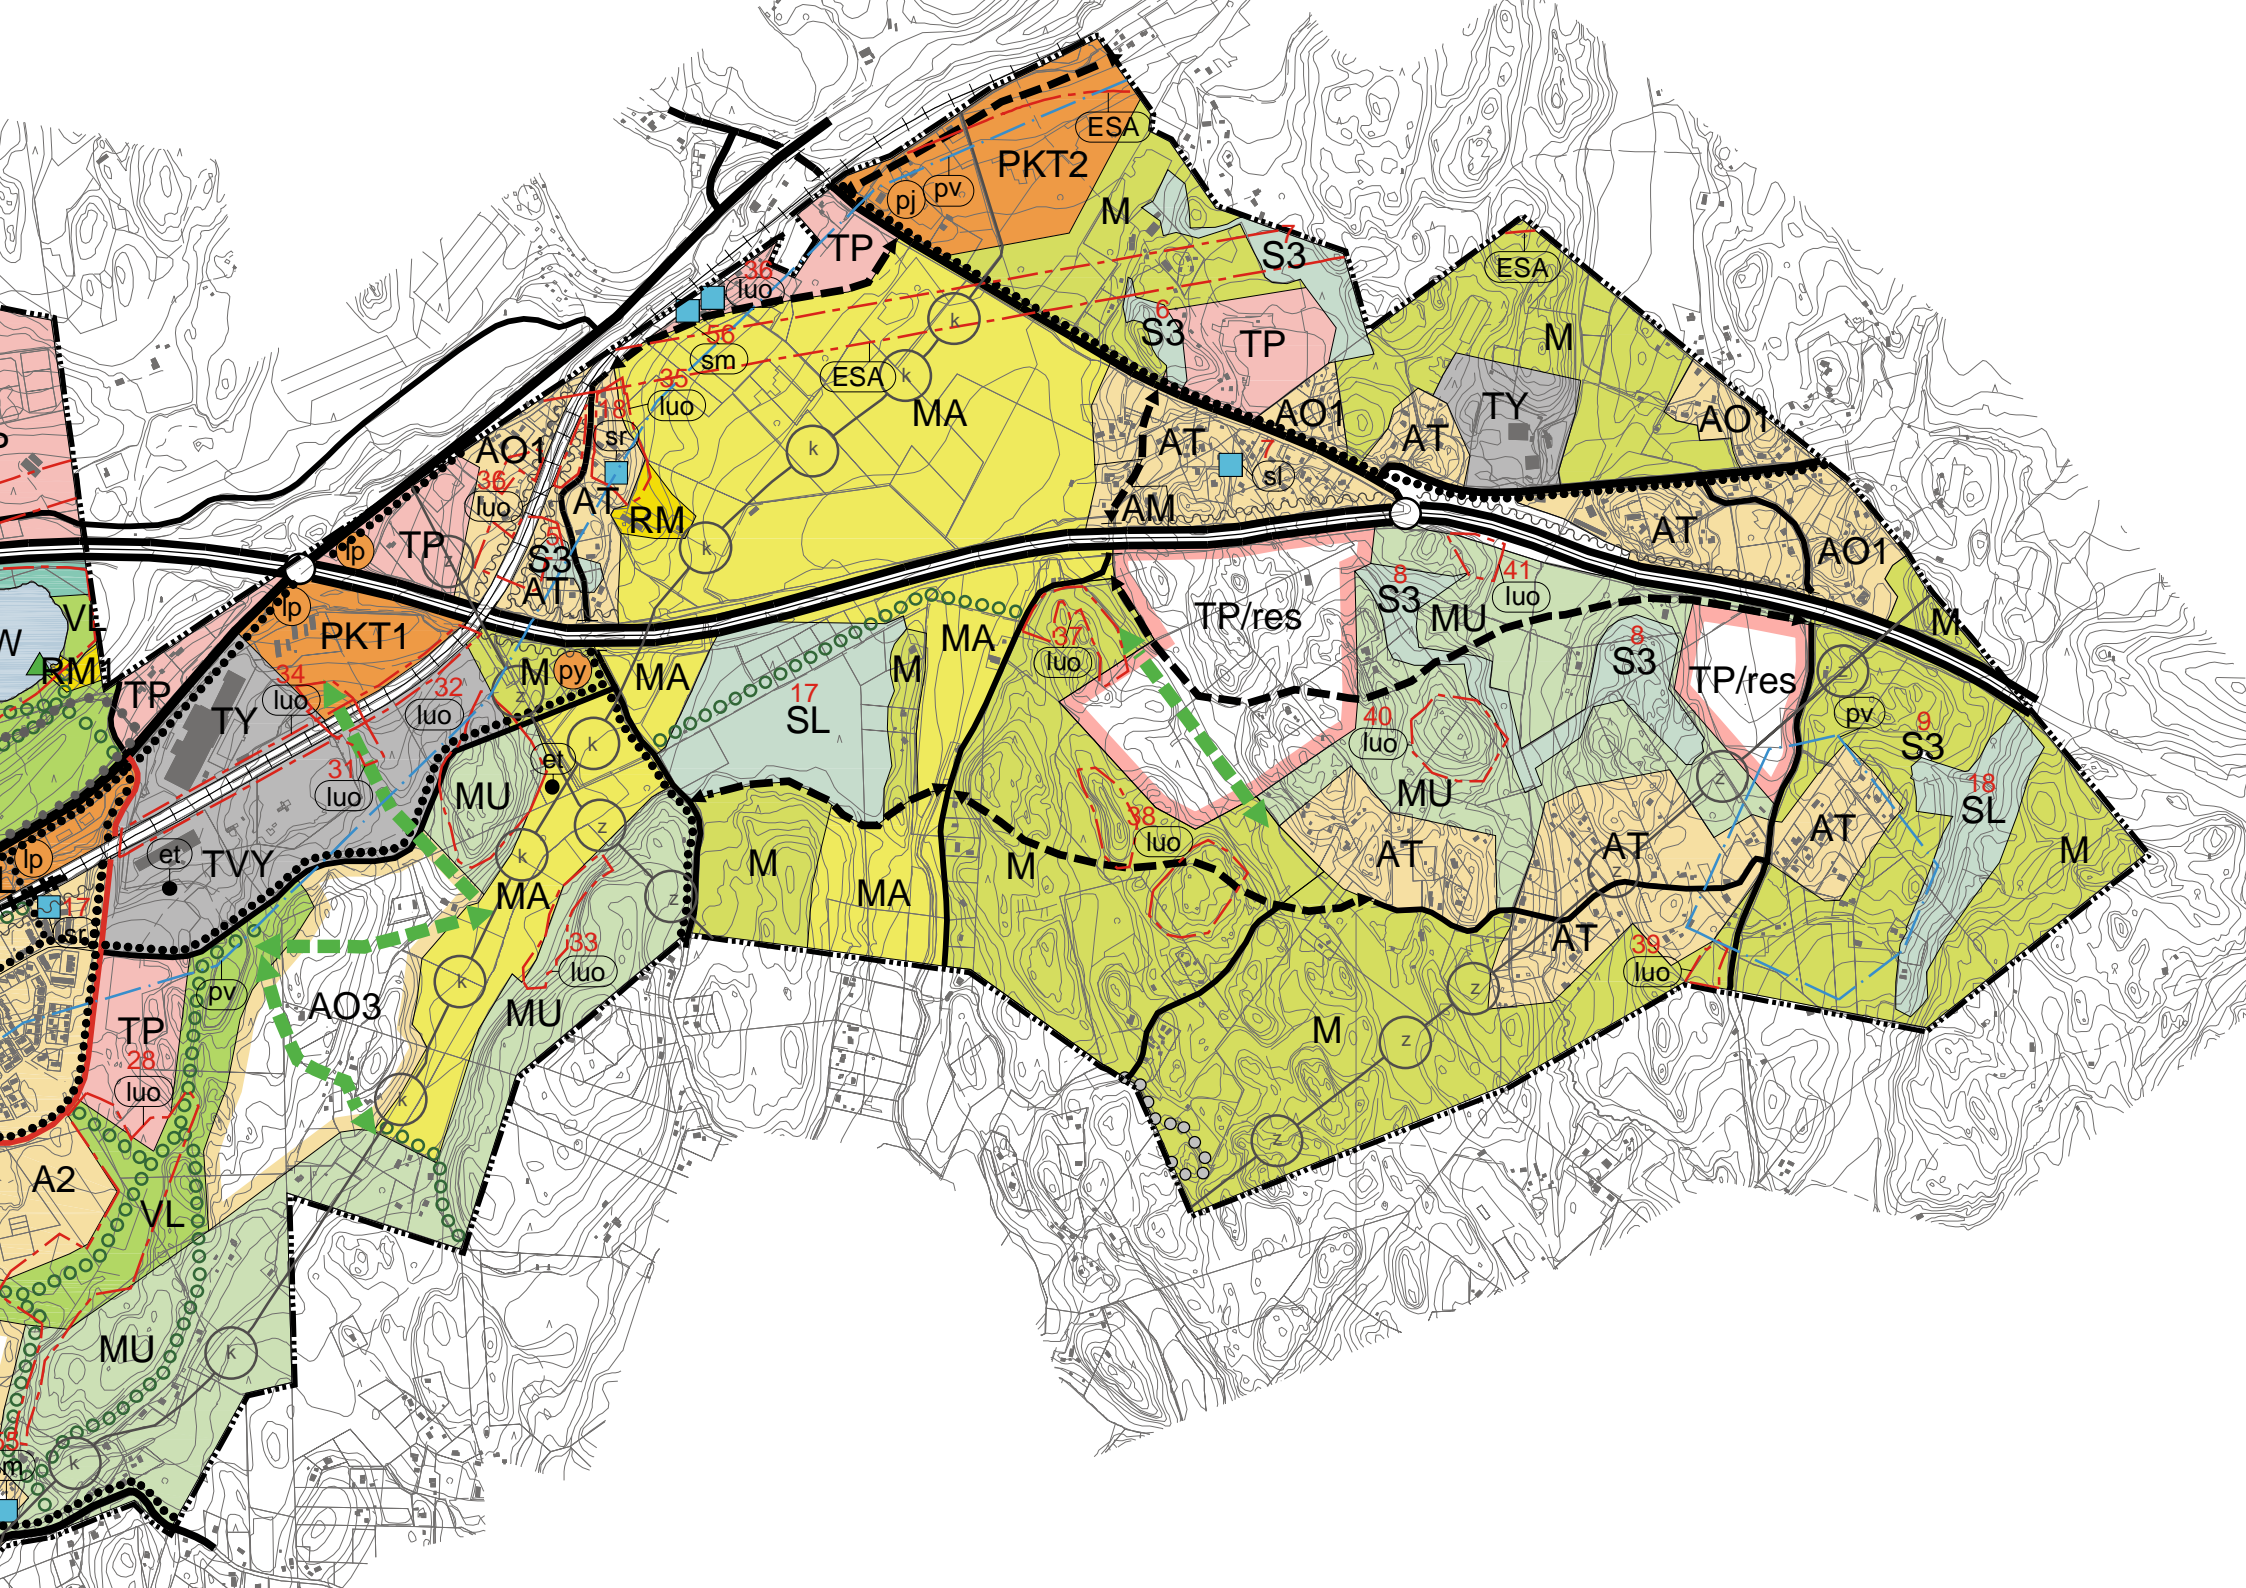 ESA
PKT2
pj
pv
M
TP
7
S3
36
luo
ESA
6
S3
TP
M
56
sm
k
35
luo
ESA
k
MA
TY
18
sr
AO1
AT
AO1
AO1
k
AT
7
sl
36
luo
AT
RM
AM
AT
AO1
TP
lp
z
5
S3
AT
k
8
S3
41
luo
MU
TP/res
lp
PKT1
37
luo
MA
M
VL
W
RM
M
py
MA
M
8
S3
TP/res
z
pv
34
luo
32
luo
TP
TY
17
SL
z
40
luo
9
S3
k
et
31
luo
MU
MU
z
18
SL
z
38
luo
AT
AT
AT
M
lp
et
TVY
k
M
M
MA
MA
z
z
17
sr
33
luo
AT
39
luo
pv
k
z
AO3
MU
TP
28
luo
M
z
k
z
A2
VL
MU
k
k